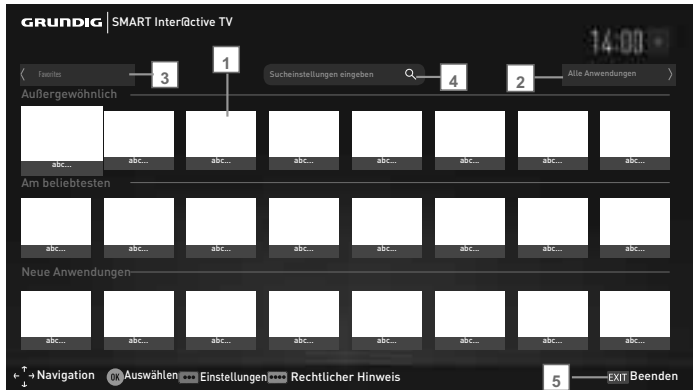 GRUNDIG SMART Inter@ctive TV
14:00
Favorites
3
1
Sucheinstellungen eingeben
4
2
Alle Anwendungen
Außergewöhnlich
abc... abc... abc... abc... abc... abc... abc... abc...
Am beliebtesten
abc... abc... abc... abc... abc... abc... abc... abc...
Neue Anwendungen
abc... abc... abc... abc... abc... abc... abc... abc...
Navigation OK Auswählen Einstellungen Rechtlicher Hinweis 5 EXIT Beenden